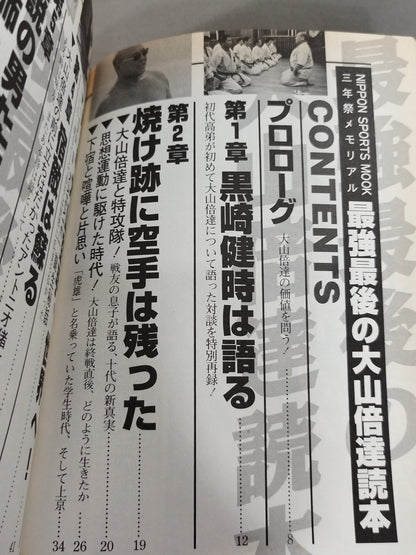 NIPPON SPORTS MOOK
三年祭メモリアル
最強最後の大山倍達読本
CONTENTS
プロローグ
大山倍達の価値を問う!
8
第1章 黒崎健時は語る
初代高弟が初めて大山倍達について語った対談を特別再録!
12
第2章
焼け跡に空手は残った
19
▼大山倍達と特攻隊! 戦友の息子が語る、十代の新真実
20
▼思想運動に駆けた時代! 大山倍達は終戦直後、どのように生きたか
26
▼下宿と喧嘩と片思い 「虎雄」と名乗っていた学生時代、そして上京
34